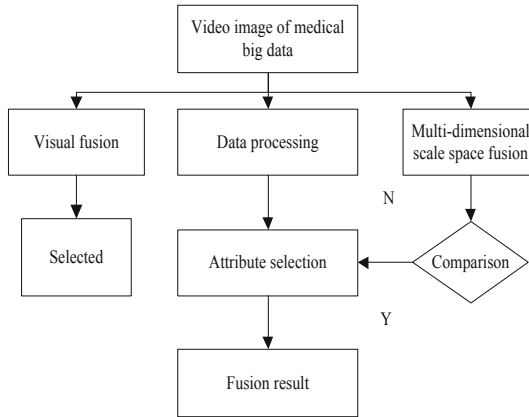 Video image of medical
big data
Visual fusion
Data processing
Multi-dimensional
scale space fusion
N
Selected
Attribute selection
Comparison
Y
Fusion result